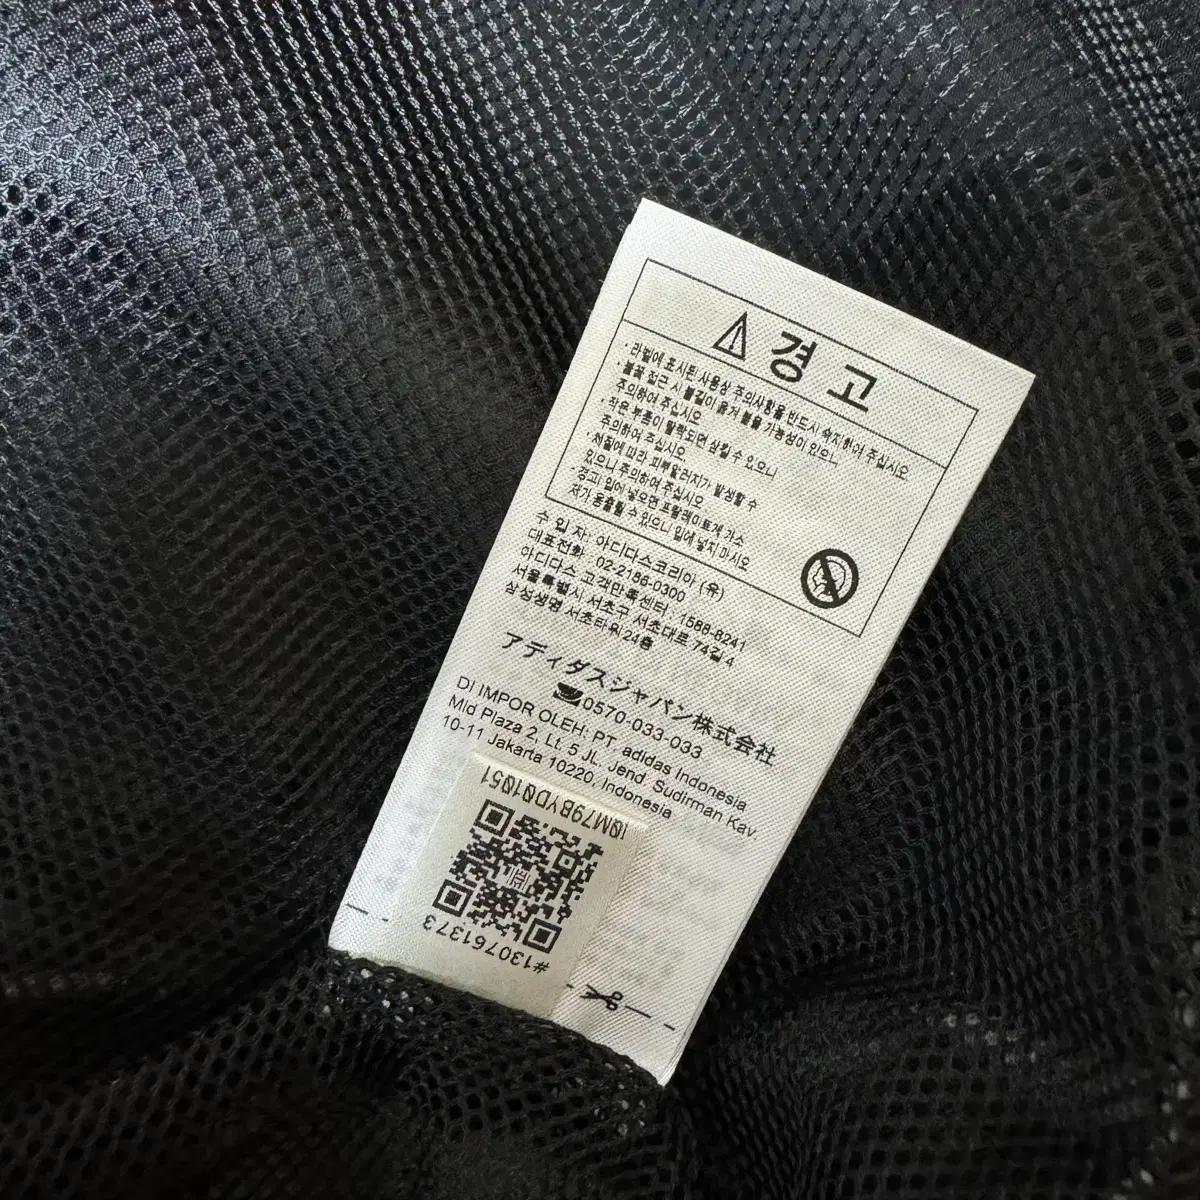 경 고
· 라벨에 표시된 사용상 주의사항을 반드시 숙지하여 주십시오
· 불꽃 접근 시 불길이 옮겨 붙을 가능성이 있으니
주의하여 주십시오
· 작은 부품이 탈락되면 삼킬 수 있으니
주의하여 주십시오
· 체질에 따라 피부알러지가 발생할 수
있으니 주의하여 주십시오
· 경고! 입에 넣으면 프탈레이트계 가소
제가 용출될 수 있으니 입에 넣지 마시오
수 입 자: 아디다스코리아 (유)
대표전화: 02-2186-0300
아디다스 고객만족센터: 1588-8241
서울특별시 서초구 서초대로 74길 4
삼성생명 서초타워 24층
アディダスジャパン株式会社
0570-033-033
DI IMPOR OLEH: PT. adidas Indonesia
Mid Plaza 2, Lt. 5 JL. Jend. Sudirman Kav.
10-11 Jakarta 10220, Indonesia
#130761373
I0M79BYD01051